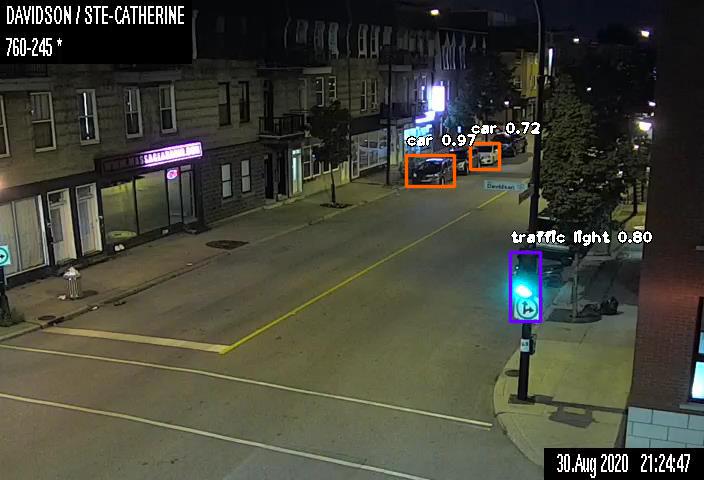 DAVIDSON / STE-CATHERINE
760-245 *
car 0.97
car 0.72
Davidson
traffic light 0.80
30.Aug 2020 21:24:47